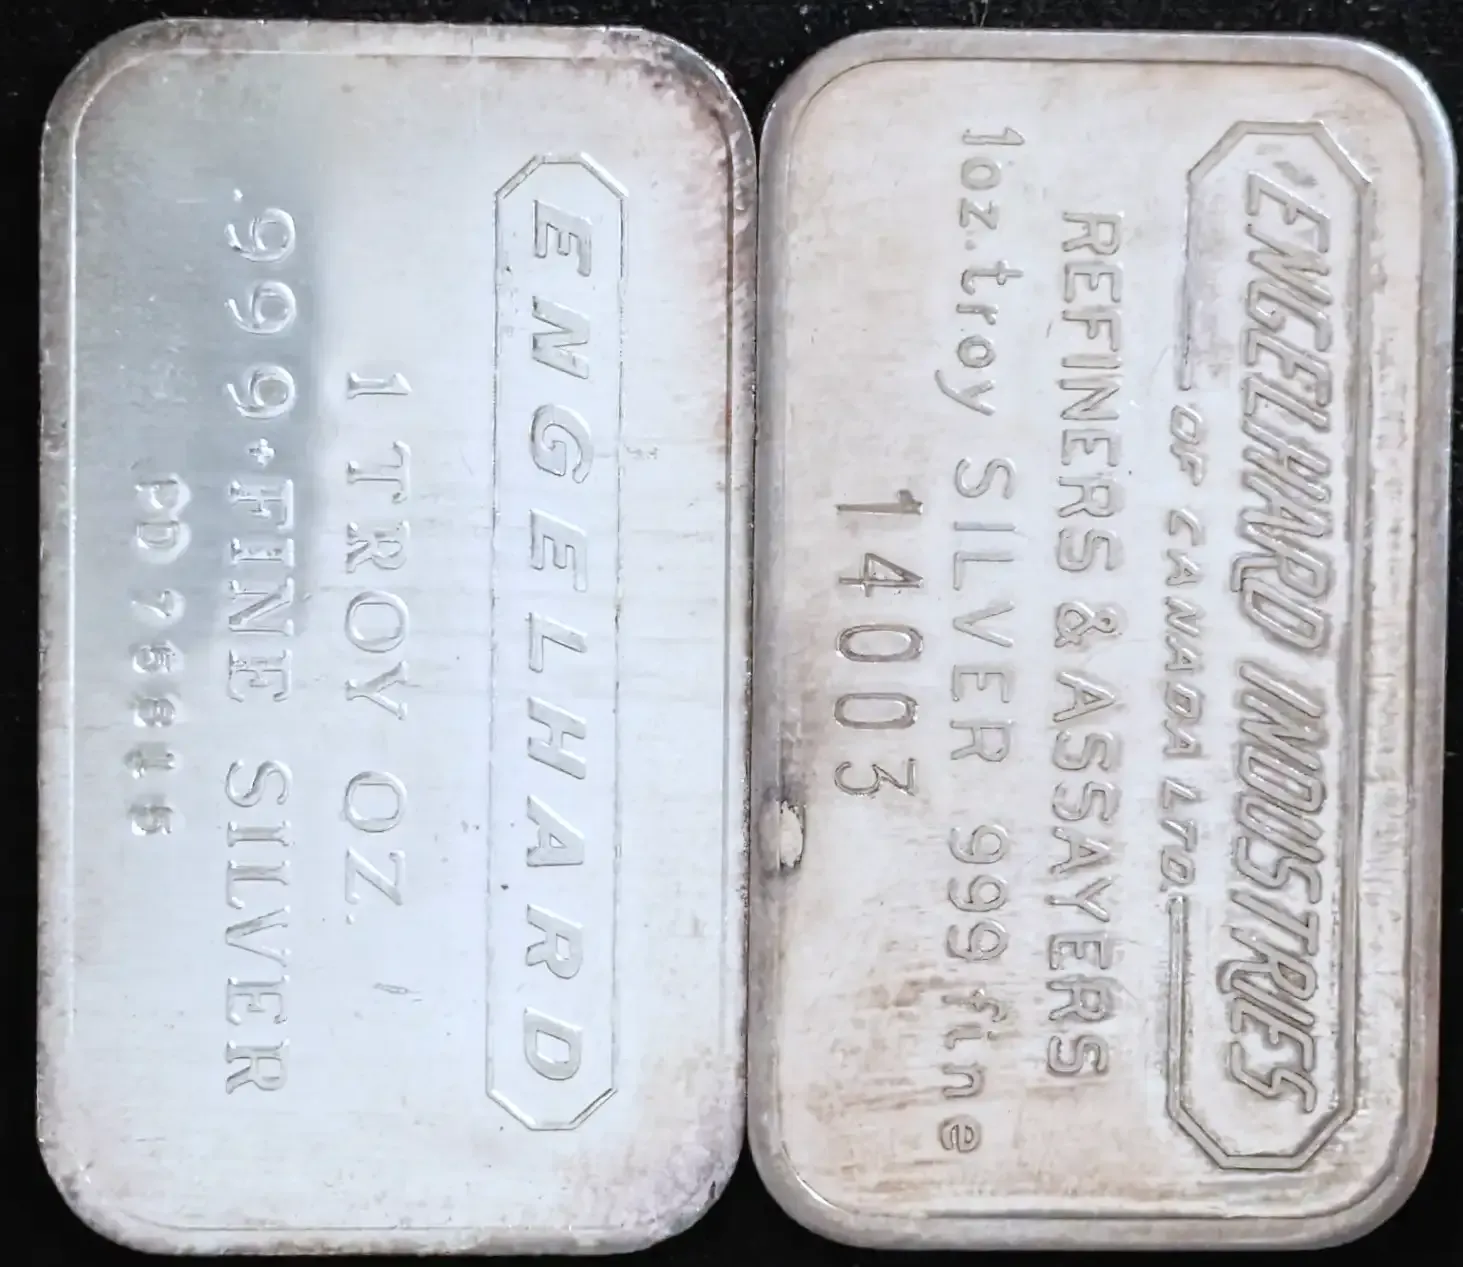 ENGELHARD
1 TROY OZ.
.999+FINE SILVER
ENGELHARD INDUSTRIES
OF CANADA LTD.
REFINERS & ASSAYERS
1oz.troy SILVER 999 fine
14003